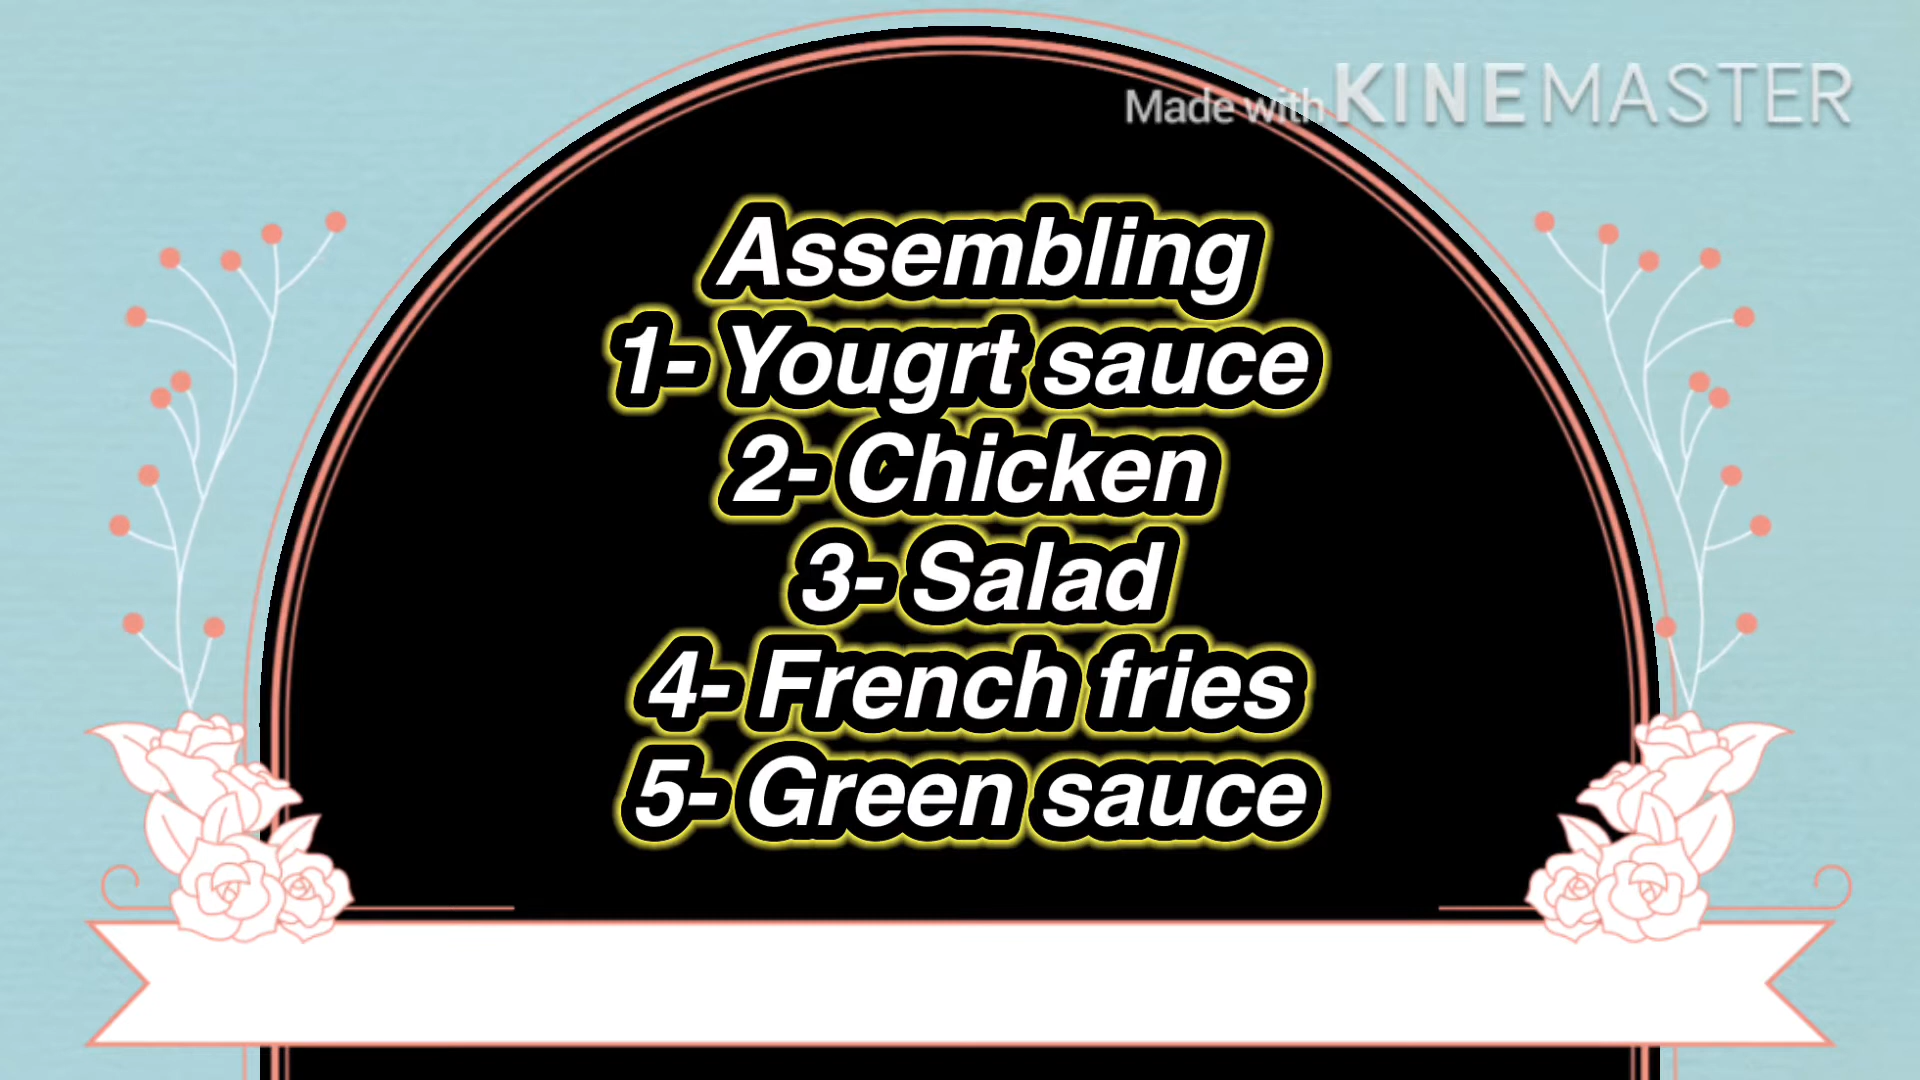 Made with KINEMASTER
Assembling
1- Yougrt sauce
2- Chicken
3- Salad
4- French fries
5- Green sauce